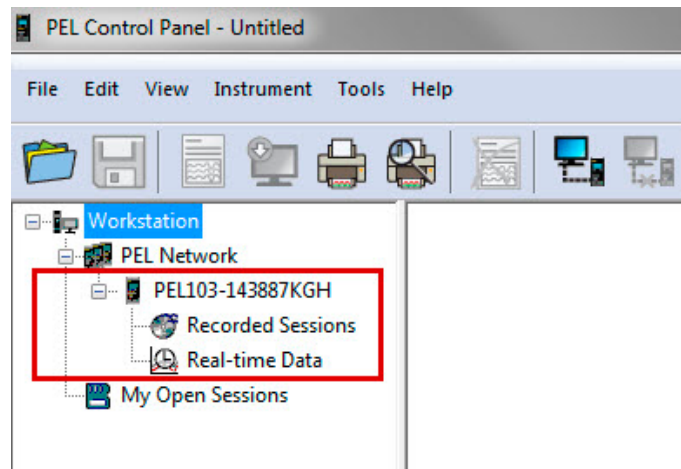 PEL Control Panel - Untitled
File Edit View Instrument Tools Help
Workstation
PEL Network
PEL103-143887KGH
Recorded Sessions
Real-time Data
My Open Sessions